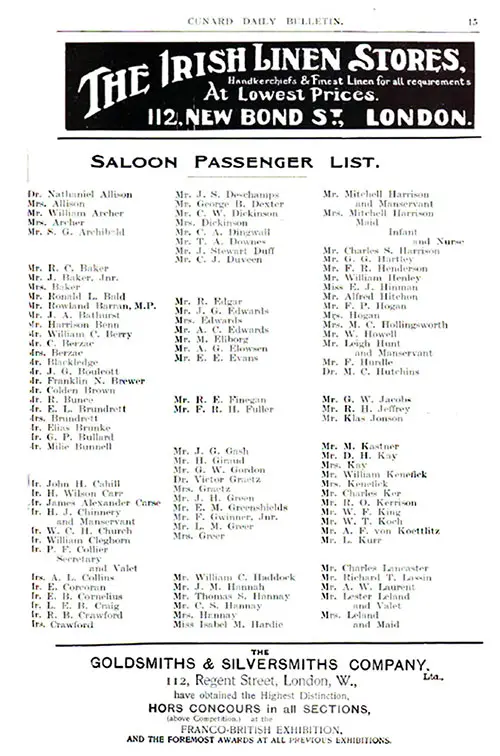 CUNARD DAILY BULLETIN. 15
THE IRISH LINEN STORES,
Handkerchiefs & Finest Linen for all requirements
At Lowest Prices.
112, NEW BOND ST., LONDON.
SALOON PASSENGER LIST.
Dr. Nathaniel Allison
Mrs. Allison
Mr. William Archer
Mrs. Archer
Mr. S. G. Archibald
Mr. R. C. Baker
Mr. J. Baker, Jnr.
Mrs. Baker
Mr. Ronald L. Bald
Mr. Rowland Barran, M.P.
Mr. J. A. Bathurst
Mr. Harrison Benn
Mr. William C. Berry
Mr. C. Berzac
Mrs. Berzac
Mr. Blackledge
Mr. J. G. Boulcott
Mr. Franklin N. Brewer
Mr. Colden Brown
Mr. R. Bunce
Mr. E. L. Brundrett
Mrs. Brundrett
Mr. Elias Brunke
Mr. G. P. Bullard
Mr. Milie Bunnell
Mr. John H. Cahill
Mr. H. Wilson Carr
Mr. James Alexander Carse
Mr. H. J. Chinnery
and Manservant
Mr. W. C. H. Church
Mr. William Cleghorn
Mr. P. F. Collier
Secretary
and Valet
Mrs. A. L. Collins
Mr. E. Corcoran
Mr. E. B. Cornelius
Mr. L. E. B. Craig
Mr. R. B. Crawford
Mrs. Crawford
Mr. J. S. Deschamps
Mr. George B. Dexter
Mr. C. W. Dickinson
Mrs. Dickinson
Mr. C. A. Dingwall
Mr. T. A. Downes
Mr. J. Stewart Duff
Mr. C. J. Duveen
Mr. R. Edgar
Mr. J. G. Edwards
Mrs. Edwards
Mr. A. C. Edwards
Mr. M. Elliborg
Mr. A. G. Elowsen
Mr. E. E. Evans
Mr. R. E. Finegan
Mr. F. R. H. Fuller
Mr. J. G. Gash
Mr. H. Giraud
Mr. G. W. Gordon
Dr. Victor Graetz
Mrs. Graetz
Mr. J. H. Green
Mr. E. M. Greenshields
Mr. F. Gwinner, Jnr.
Mr. L. M. Greer
Mrs. Greer
Mr. William C. Haddock
Mr. J. M. Hannah
Mr. Thomas S. Hannay
Mr. C. S. Hannay
Mrs. Hannay
Miss Isabel M. Hardie
Mr. Mitchell Harrison
and Manservant
Mrs. Mitchell Harrison
Maid
Infant
and Nurse
Mr. Charles S. Harrison
Mr. G. G. Hartley
Mr. F. R. Henderson
Mr. William Henley
Miss E. J. Hinman
Mr. Alfred Hitchon
Mr. F. P. Hogan
Mrs. Hogan
Mrs. M. C. Hollingsworth
Mr. W. Howell
Mr. Leigh Hunt
and Manservant
Mr. F. Hurdle
Dr. M. C. Hutchins
Mr. G. W. Jacobs
Mr. R. H. Jeffrey
Mr. Klas Jonson
Mr. M. Kastner
Mr. D. H. Kay
Mrs. Kay
Mr. William Kenefick
Mrs. Kenefick
Mr. Charles Ker
Mr. R. O. Kerrison
Mr. W. F. King
Mr. W. T. Koch
Mr. A. F. von Koettlitz
Mr. L. Kurr
Mr. Charles Lancaster
Mr. Richard T. Lassin
Mr. A. W. Laurent
Mr. Lester Leland
and Valet
Mrs. Leland
and Maid
THE
GOLDSMITHS & SILVERSMITHS COMPANY, Ltd.,
112, Regent Street, London, W.,
have obtained the Highest Distinction,
HORS CONCOURS in all SECTIONS,
(above Competition.) at the
FRANCO-BRITISH EXHIBITION,
AND THE FOREMOST AWARDS AT ALL PREVIOUS EXHIBITIONS.